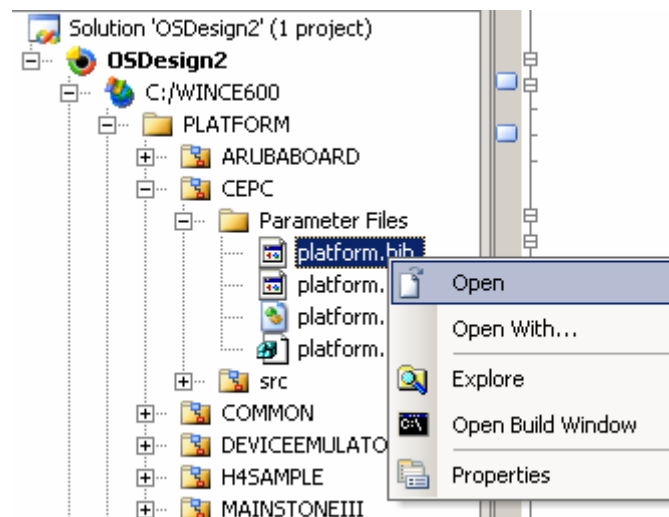 Solution 'OSDesign2' (1 project)
OSDesign2
C:/WINCE600
PLATFORM
ARUBABOARD
CEPC
Parameter Files
platform.bib
platform.
platform.
platform.
src
COMMON
DEVICEEMULATO
H4SAMPLE
MAINSTONEIII
Open
Open With...
Explore
Open Build Window
Properties